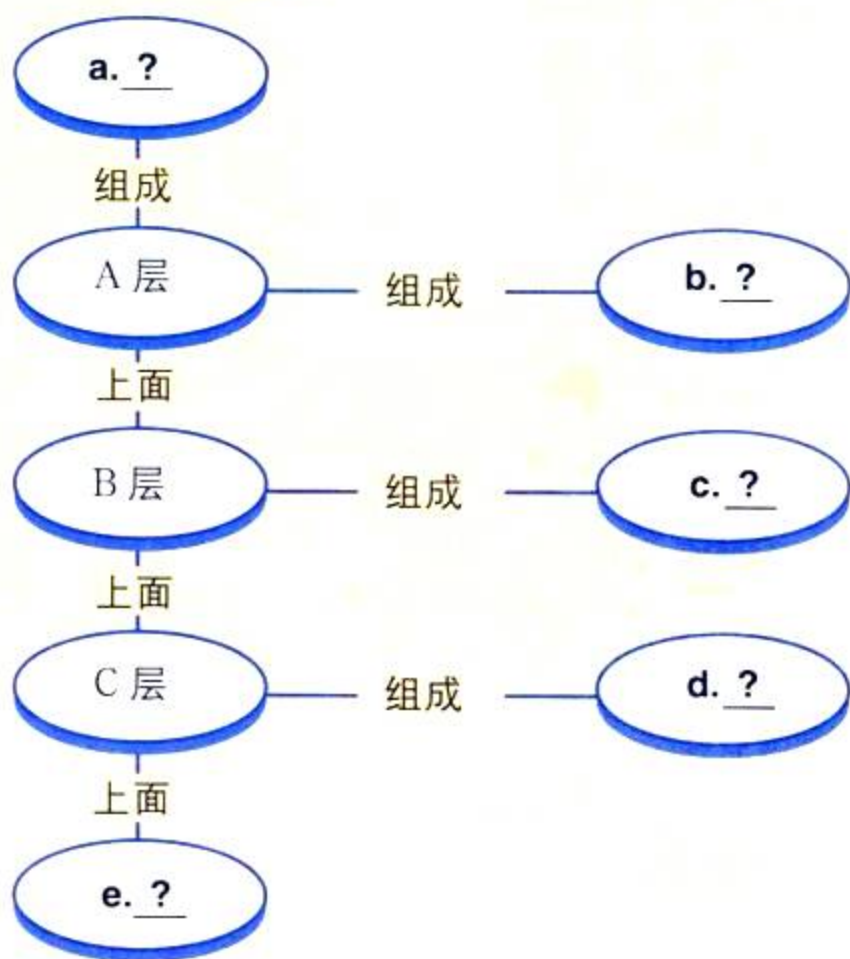 a. ?
组成
A 层 组成 b. ?
上面
B 层 组成 c. ?
上面
C 层 组成 d. ?
上面
e. ?